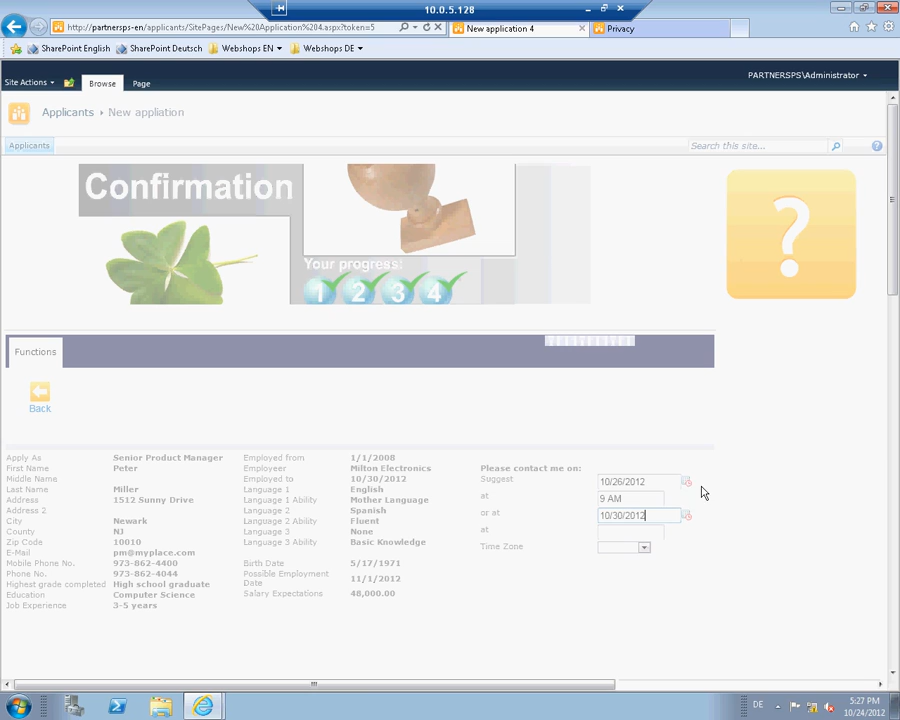 10.0.5.128
http://partnersps-en/applicants/SitePages/New%20Application%204.aspx?token=5
New application 4
Privacy
SharePoint English
SharePoint Deutsch
Webshops EN
Webshops DE
Site Actions
Browse
Page
PARTNERSPS\Administrator
Applicants
New appliation
Applicants
Search this site...
?
Confirmation
Your progress:
1 2 3 4
?
Functions
Back
Apply As Senior Product Manager
First Name Peter
Middle Name
Last Name Miller
Address 1512 Sunny Drive
Address 2
City Newark
County NJ
Zip Code 10010
E-Mail pm@myplace.com
Mobile Phone No. 973-862-4400
Phone No. 973-862-4044
Highest grade completed High school graduate
Education Computer Science
Job Experience 3-5 years
Employed from 1/1/2008
Employeer Milton Electronics
Employed to 10/30/2012
Language 1 English
Language 1 Ability Mother Language
Language 2 Spanish
Language 2 Ability Fluent
Language 3 None
Language 3 Ability Basic Knowledge
Birth Date 5/17/1971
Possible Employment
Date 11/1/2012
Salary Expectations 48,000.00
Please contact me on:
Suggest 10/26/2012
at 9 AM
or at 10/30/2012
at
Time Zone
DE
5:27 PM
10/24/2012